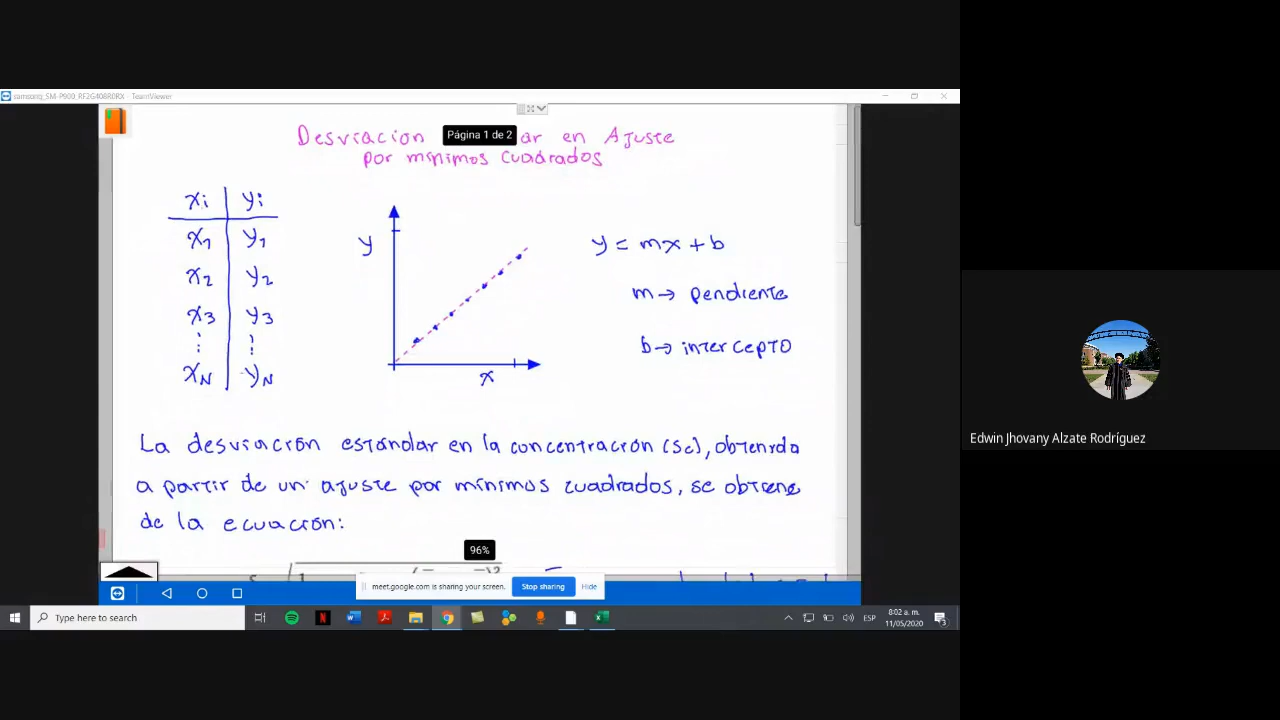 samsung_SM-P900_RF2G408R0RX - TeamViewer
Desviación ar en Ajuste
Página 1 de 2
por mínimos cuadrados
xi yi
x1 y1
x2 y2
x3 y3
⋮ ⋮
xN yN
y
x
y = mx + b
m → pendiente
b → intercepto
La desviación estándar en la concentración (Sc), obtenida
a partir de un ajuste por mínimos cuadrados, se obtiene
de la ecuación:
96%
meet.google.com is sharing your screen.
Stop sharing
Hide
Type here to search
ESP
8:02 a. m.
11/05/2020
Edwin Jhovany Alzate Rodríguez